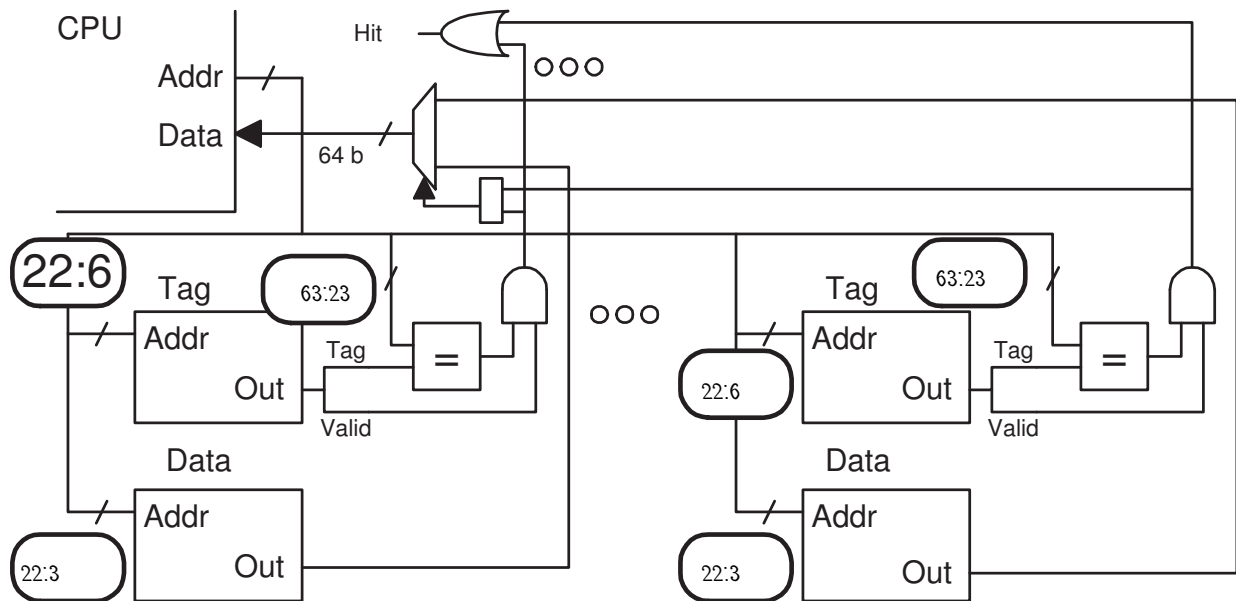 CPU
Hit
Addr
Data
64 b
22:6
Tag
63:23
Addr
Out
Tag
=
Valid
Data
Addr
Out
22:3
Tag
63:23
Addr
Out
22:6
Tag
=
Valid
Data
Addr
Out
22:3